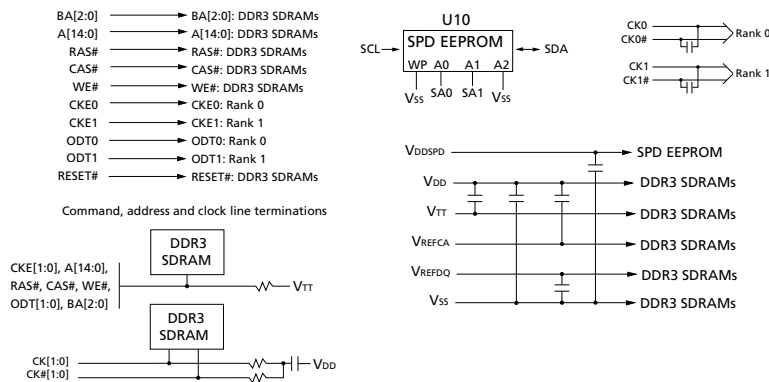 BA[2:0] BA[2:0]: DDR3 SDRAMs
A[14:0] A[14:0]: DDR3 SDRAMs
RAS# RAS#: DDR3 SDRAMs
CAS# CAS#: DDR3 SDRAMs
WE# WE#: DDR3 SDRAMs
CKE0 CKE0: Rank 0
CKE1 CKE1: Rank 1
ODT0 ODT0: Rank 0
ODT1 ODT1: Rank 1
RESET# RESET#: DDR3 SDRAMs
Command, address and clock line terminations
DDR3
SDRAM
CKE[1:0], A[14:0],
RAS#, CAS#, WE#,
ODT[1:0], BA[2:0]
VTT
DDR3
SDRAM
CK[1:0]
CK#[1:0]
VDD
U10
SCL SPD EEPROM SDA
WP A0 A1 A2
VSS SA0 SA1 VSS
CK0
CK0#
Rank 0
CK1
CK1#
Rank 1
VDDSPD SPD EEPROM
VDD DDR3 SDRAMs
VTT DDR3 SDRAMs
VREFCA DDR3 SDRAMs
VREFDQ DDR3 SDRAMs
VSS DDR3 SDRAMs